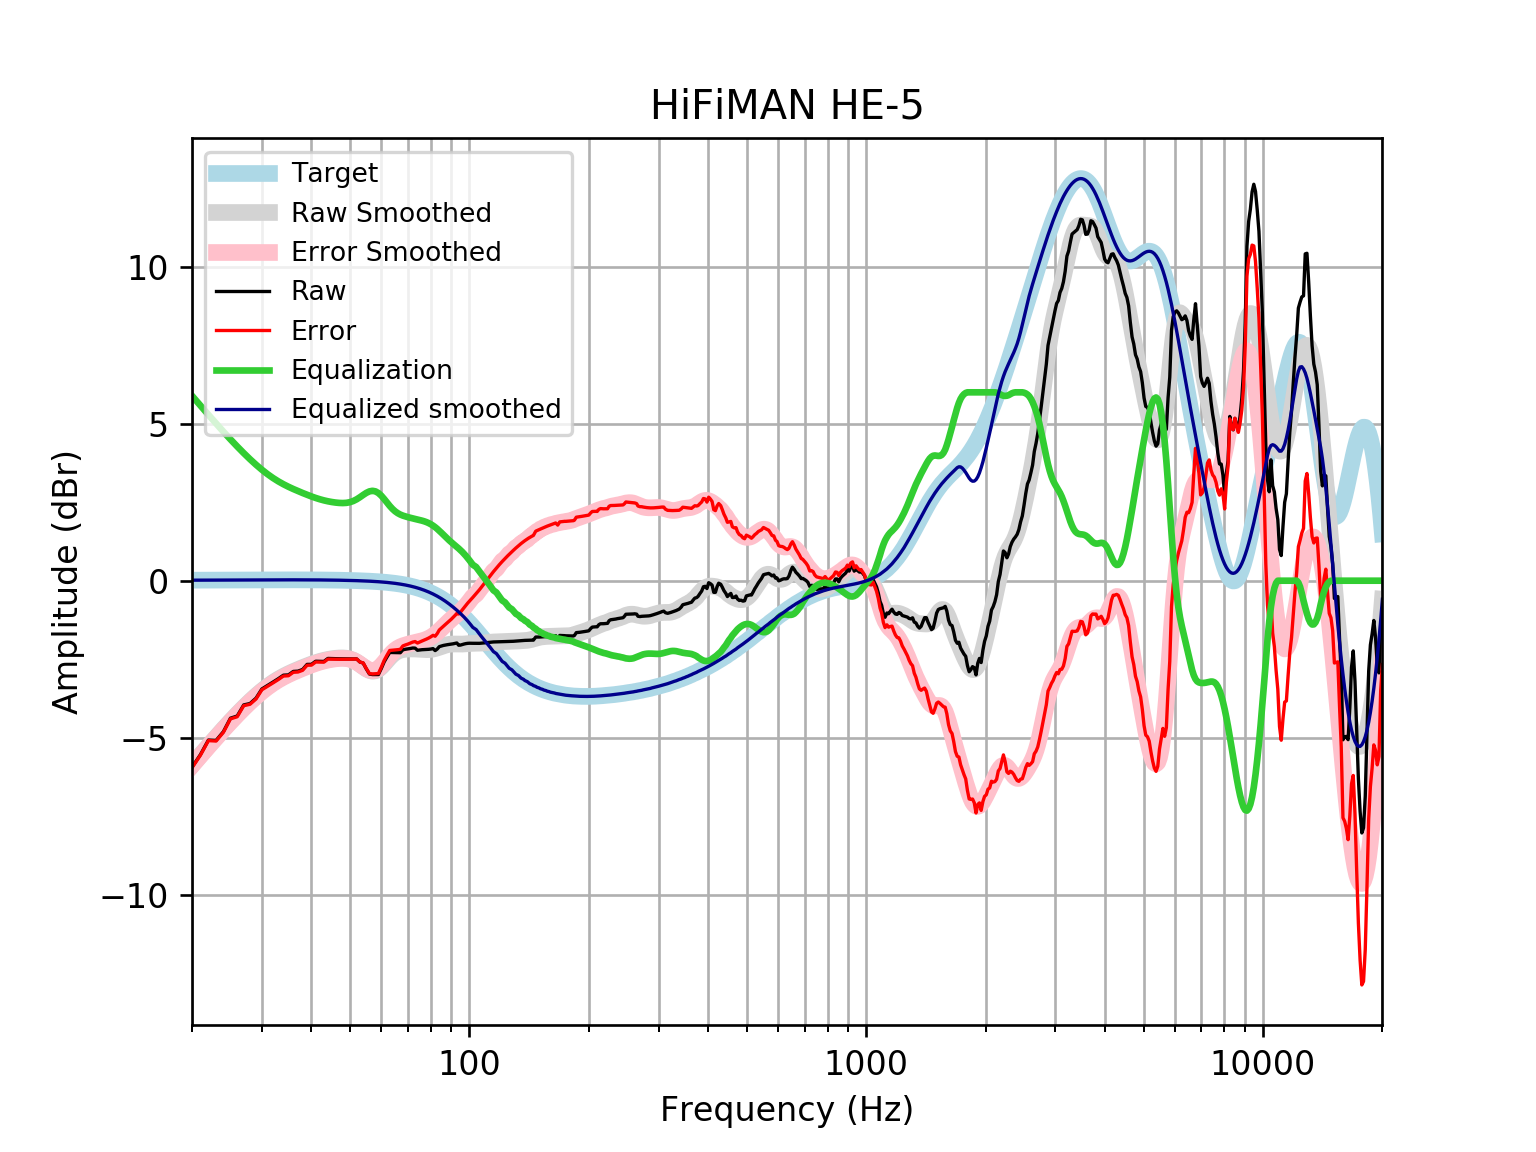 HiFiMAN HE-5
Target
Raw Smoothed
Error Smoothed
Raw
Error
Equalization
Equalized smoothed
10
5
0
−5
−10
Amplitude (dBr)
100
1000
10000
Frequency (Hz)